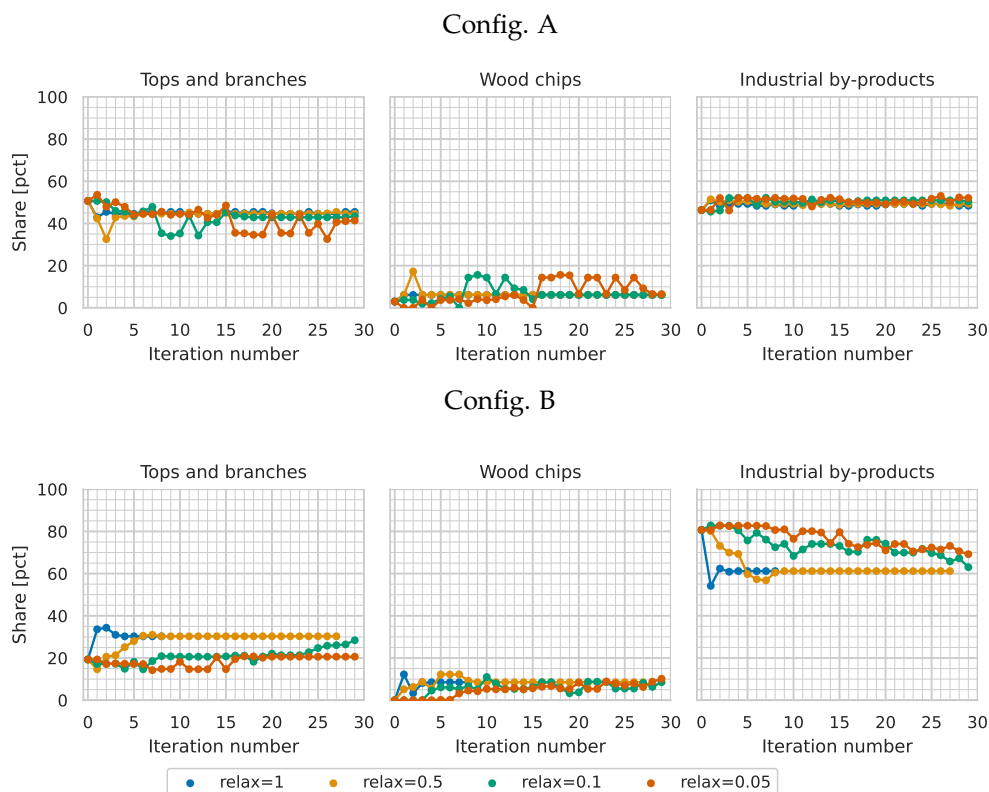 Config. A
Tops and branches Wood chips Industrial by-products
100
80
60
40
20
0
Share [pct]
0 5 10 15 20 25 30 0 5 10 15 20 25 30 0 5 10 15 20 25 30
Iteration number Iteration number Iteration number
Config. B
Tops and branches Wood chips Industrial by-products
100
80
60
40
20
0
Share [pct]
0 5 10 15 20 25 30 0 5 10 15 20 25 30 0 5 10 15 20 25 30
Iteration number Iteration number Iteration number
relax=1 relax=0.5 relax=0.1 relax=0.05